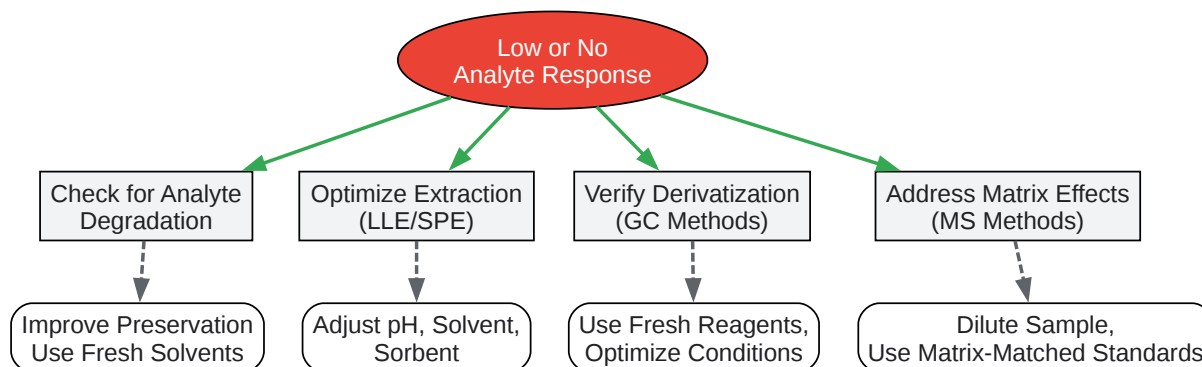 Low or No
Analyte Response
Check for Analyte
Degradation
Optimize Extraction
(LLE/SPE)
Verify Derivatization
(GC Methods)
Address Matrix Effects
(MS Methods)
Improve Preservation
Use Fresh Solvents
Adjust pH, Solvent,
Sorbent
Use Fresh Reagents,
Optimize Conditions
Dilute Sample,
Use Matrix-Matched Standards